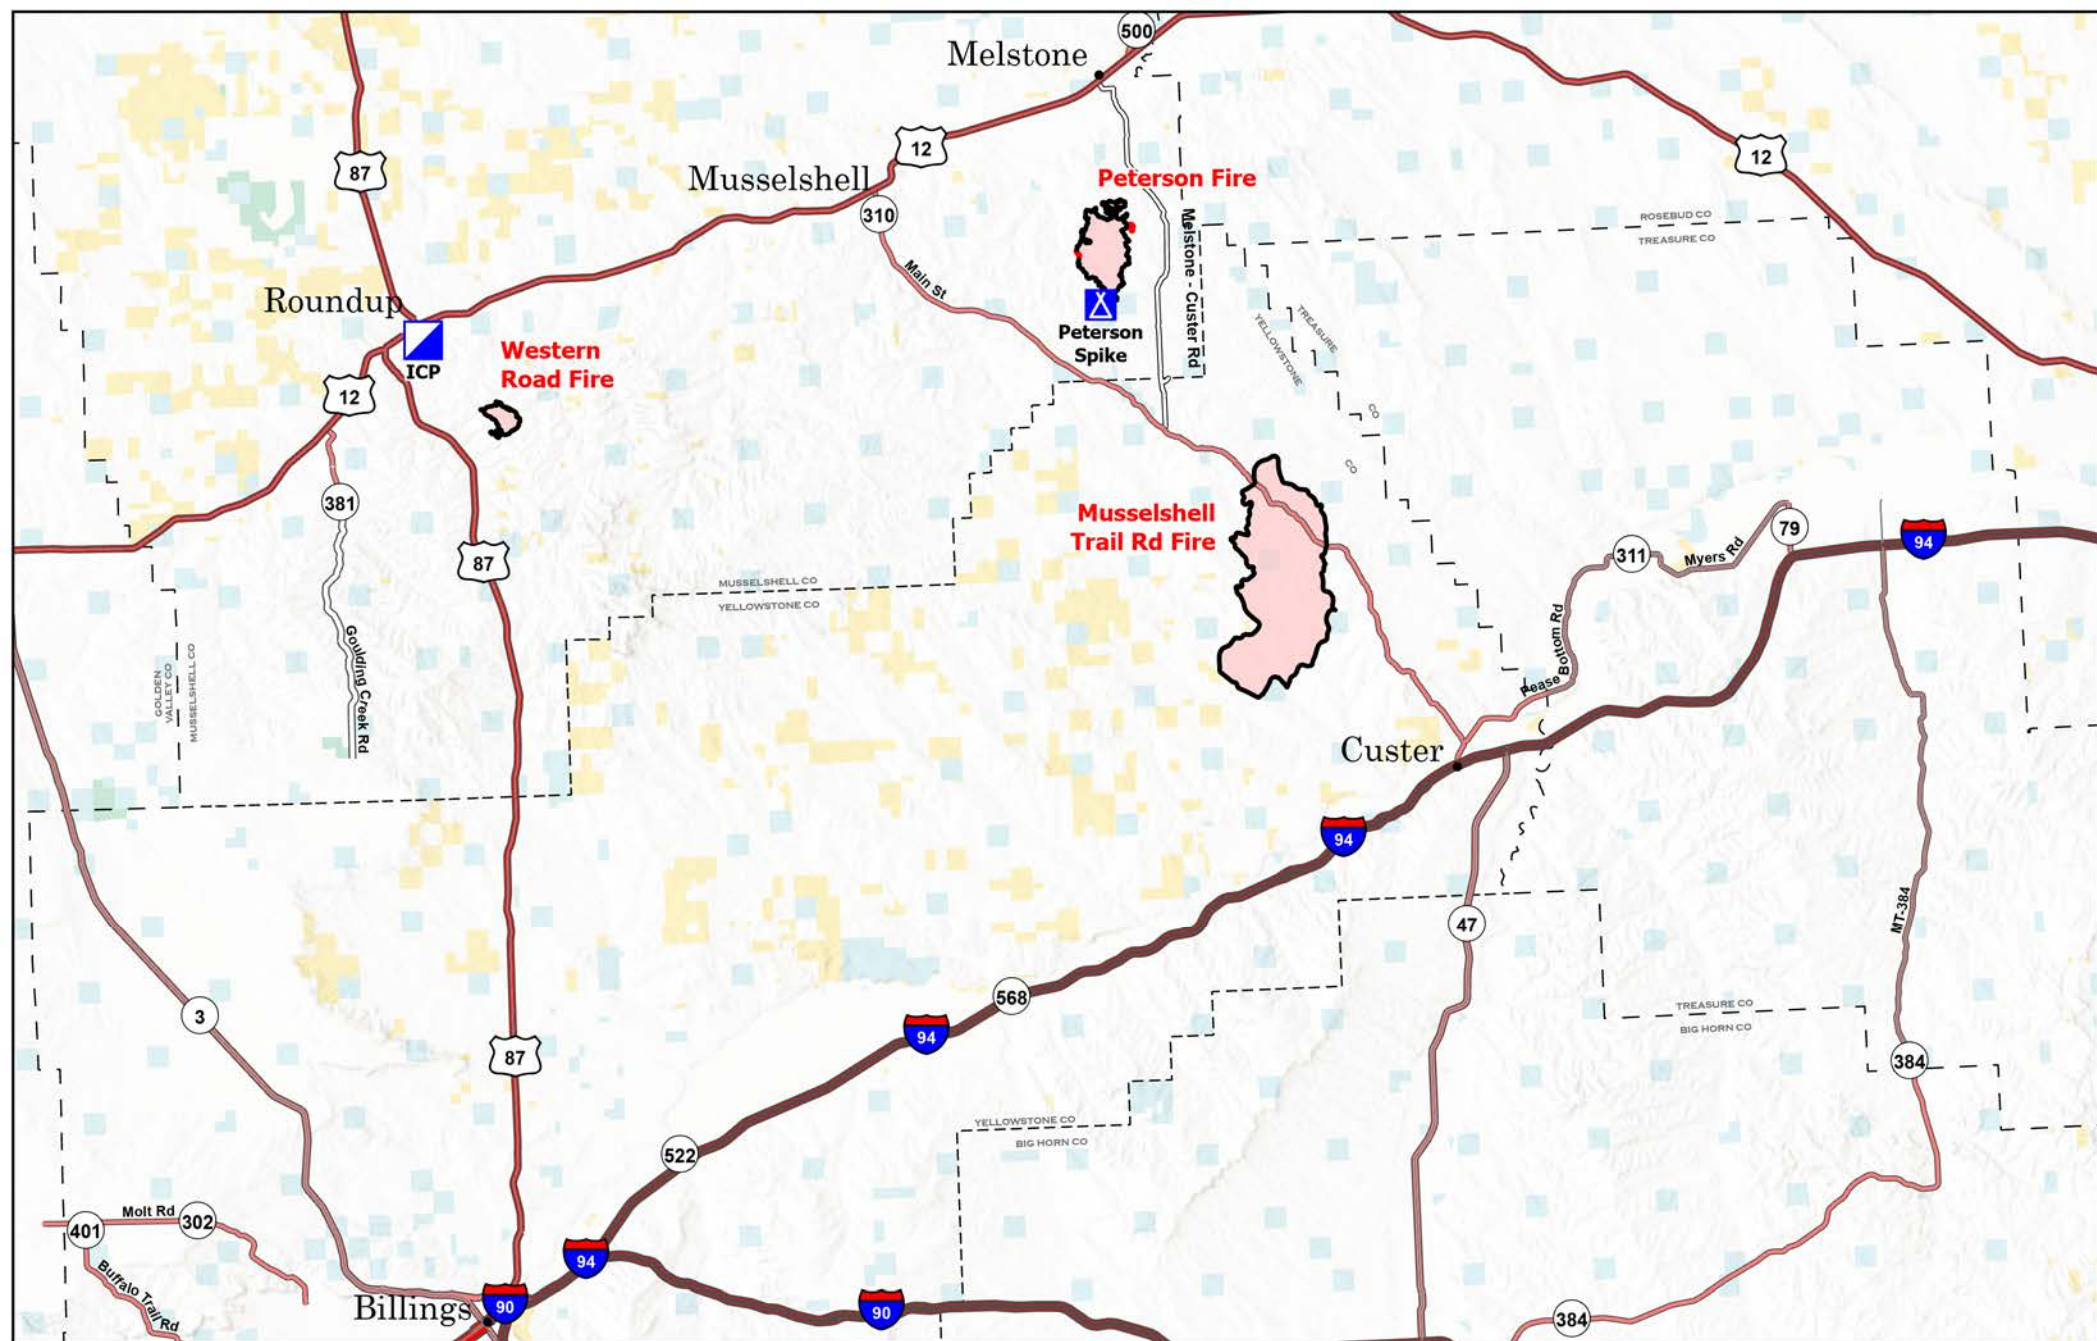 500
Melstone
12
12
87
Musselshell
Peterson Fire
310
ROSEBUD CO
TREASURE CO
Melstone - Custer Rd
Main St
Roundup
TREASURE
CO
YELLOWSTONE
CO
Peterson
Spike
ICP
Western
Road Fire
12
381
Musselshell
Trail Rd Fire
79
94
311
Myers Rd
87
MUSSELSHELL CO
YELLOWSTONE CO
Pease Bottom Rd
Goulding Creek Rd
GOLDEN
VALLEY CO
MUSSELSHELL CO
Custer
94
47
MT-384
568
3
94
TREASURE CO
BIG HORN CO
87
384
YELLOWSTONE CO
BIG HORN CO
522
Molt Rd
302
401
Buffalo Trail Rd
94
90
Billings
90
384